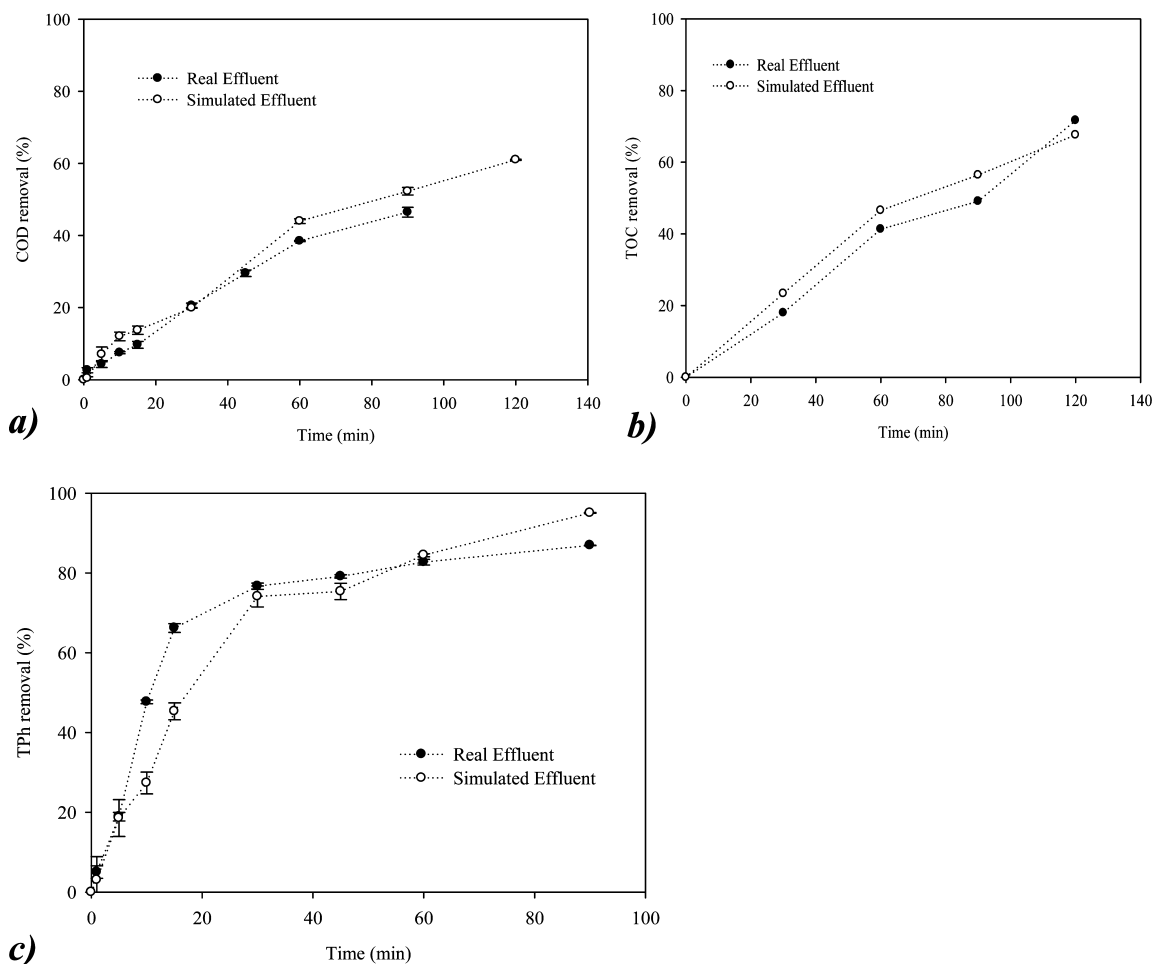 100
80
60
40
20
0
COD removal (%)
Real Effluent
Simulated Effluent
0 20 40 60 80 100 120 140
Time (min)
a)
100
80
60
40
20
0
TOC removal (%)
Real Effluent
Simulated Effluent
0 20 40 60 80 100 120 140
Time (min)
b)
100
80
60
40
20
0
TPh removal (%)
Real Effluent
Simulated Effluent
0 20 40 60 80 100
Time (min)
c)